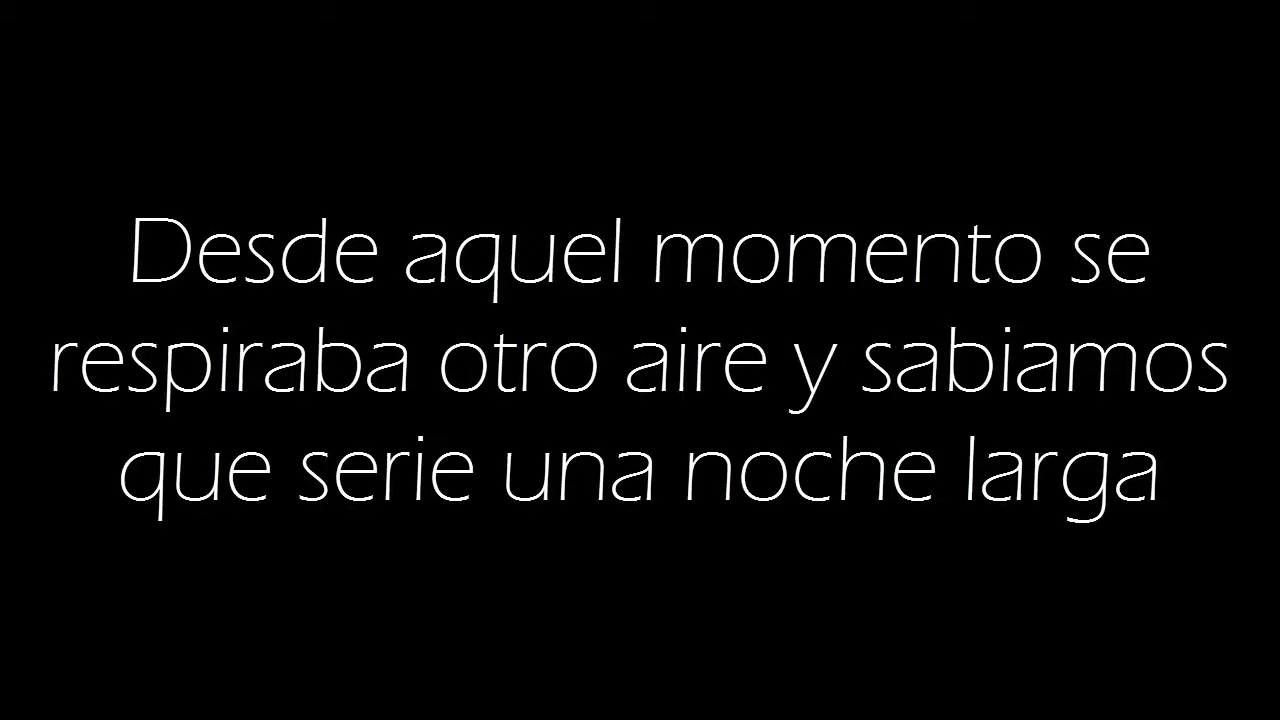 Desde aquel momento se
respiraba otro aire y sabiamos
que serie una noche larga